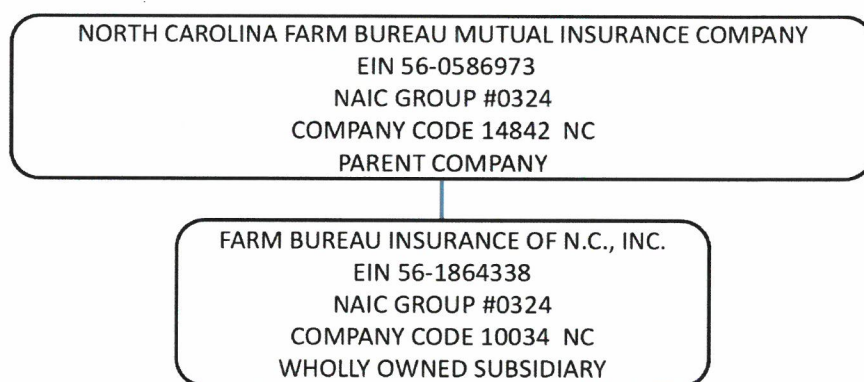 NORTH CAROLINA FARM BUREAU MUTUAL INSURANCE COMPANY
EIN 56-0586973
NAIC GROUP #0324
COMPANY CODE 14842 NC
PARENT COMPANY
FARM BUREAU INSURANCE OF N.C., INC.
EIN 56-1864338
NAIC GROUP #0324
COMPANY CODE 10034 NC
WHOLLY OWNED SUBSIDIARY